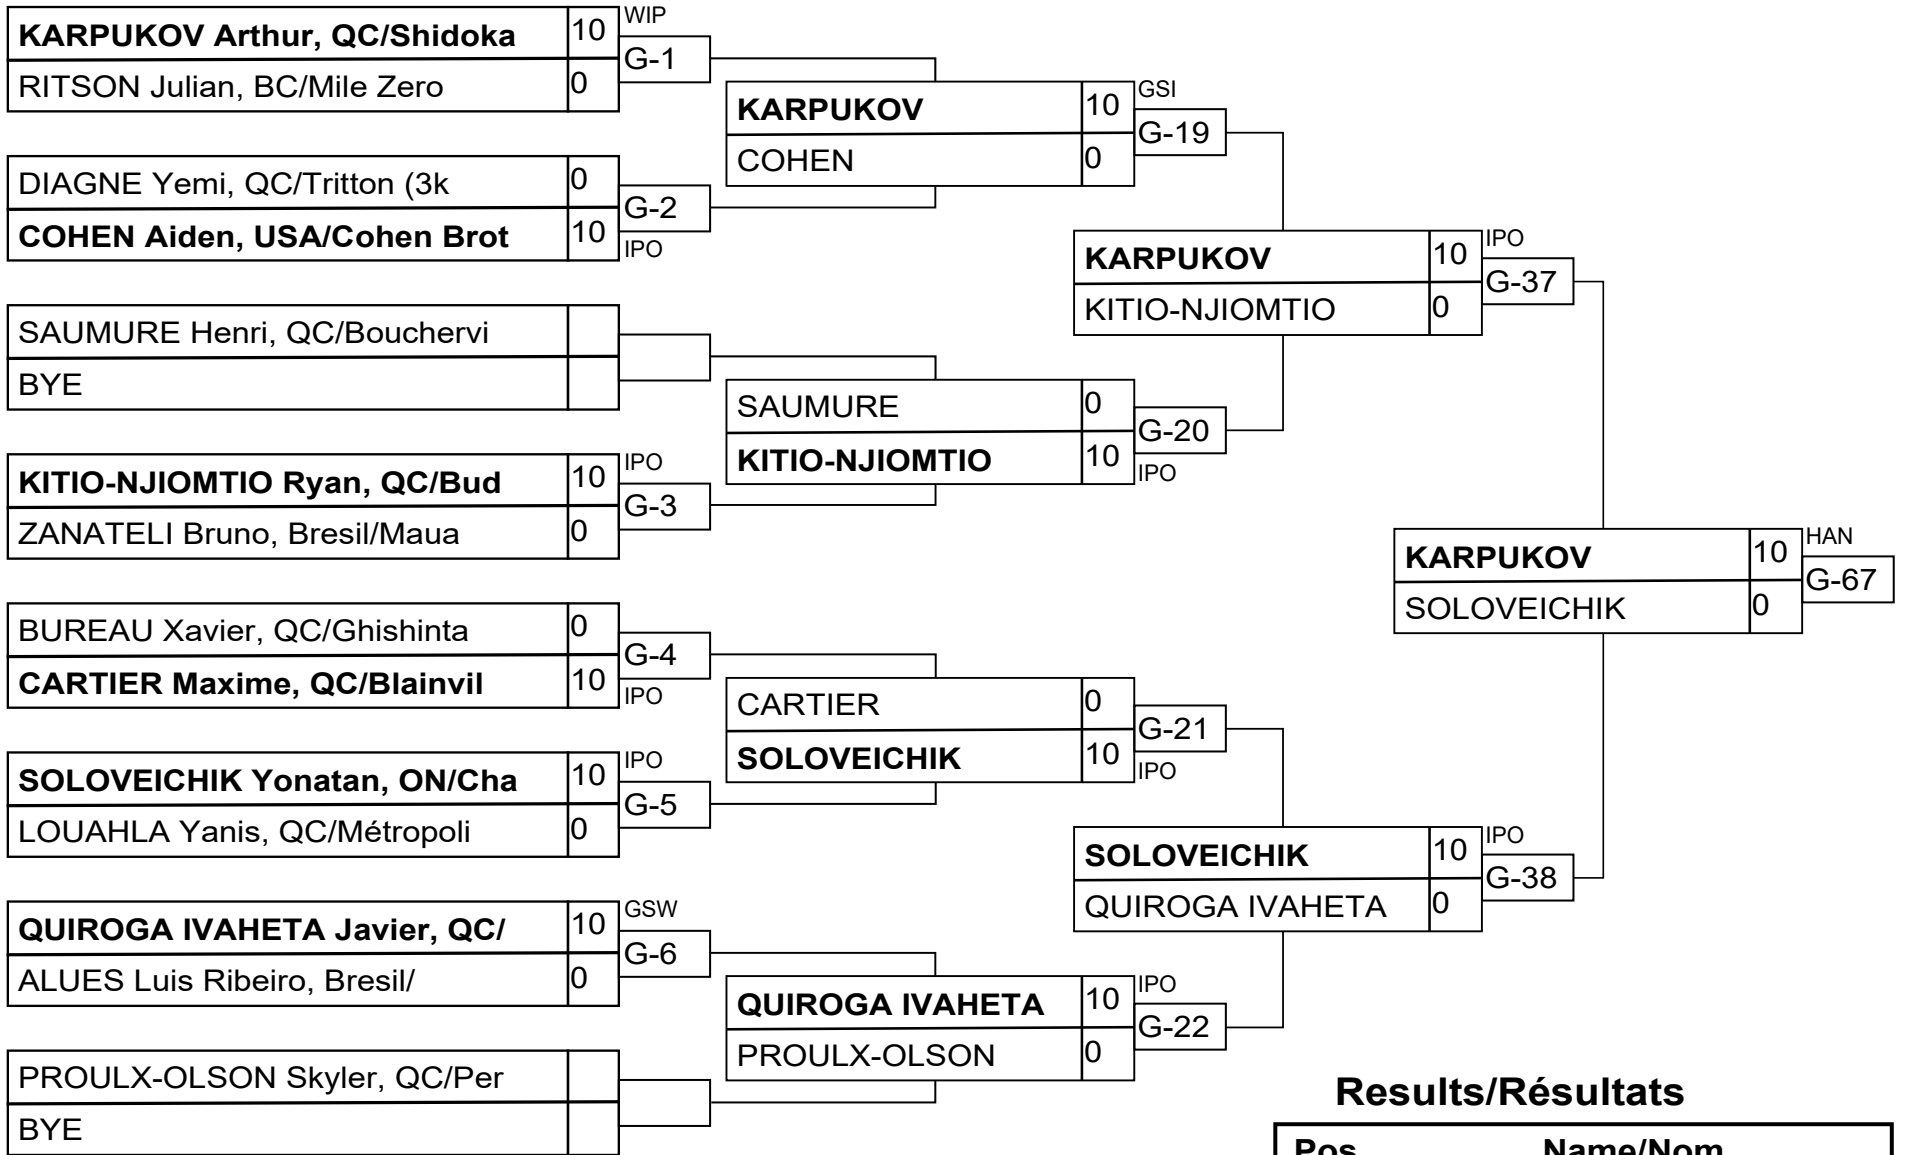 WIP
KARPUKOV Arthur, QC/Shidoka 10
G-1
RITSON Julian, BC/Mile Zero 0
DIAGNE Yemi, QC/Tritton (3k 0
G-2
COHEN Aiden, USA/Cohen Brot 10
IPO
SAUMURE Henri, QC/Bouchervi
BYE
IPO
KITIO-NJIOMTIO Ryan, QC/Bud 10
G-3
ZANATELI Bruno, Bresil/Maua 0
BUREAU Xavier, QC/Ghishinta 0
G-4
CARTIER Maxime, QC/Blainvil 10
IPO
IPO
SOLOVEICHIK Yonatan, ON/Cha 10
G-5
LOUAHLA Yanis, QC/Métropoli 0
GSW
QUIROGA IVAHETA Javier, QC/ 10
G-6
ALUES Luis Ribeiro, Bresil/ 0
PROULX-OLSON Skyler, QC/Per
BYE
GSI
KARPUKOV 10
G-19
COHEN 0
SAUMURE 0
G-20
KITIO-NJIOMTIO 10
IPO
CARTIER 0
G-21
SOLOVEICHIK 10
IPO
IPO
QUIROGA IVAHETA 10
G-22
PROULX-OLSON 0
IPO
KARPUKOV 10
G-37
KITIO-NJIOMTIO 0
IPO
SOLOVEICHIK 10
G-38
QUIROGA IVAHETA 0
HAN
KARPUKOV 10
G-67
SOLOVEICHIK 0
Results/Résultats
Pos Name/Nom